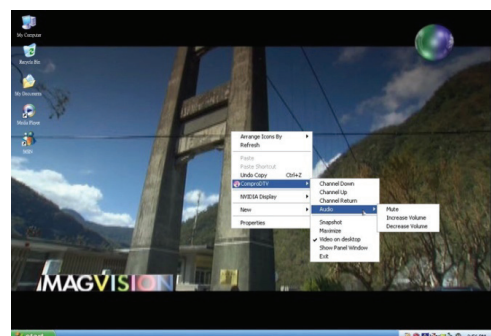 My Computer
Recycle Bin
My Documents
Media Player
MSN
Arrange Icons By
Refresh
Paste
Paste Shortcut
Undo Copy Ctrl+Z
ComproDTV
NVIDIA Display
New
Properties
Channel Down
Channel Up
Channel Return
Audio
Snapshot
Maximize
Video on desktop
Show Panel Window
Exit
Mute
Increase Volume
Decrease Volume
IMAGVISION
start